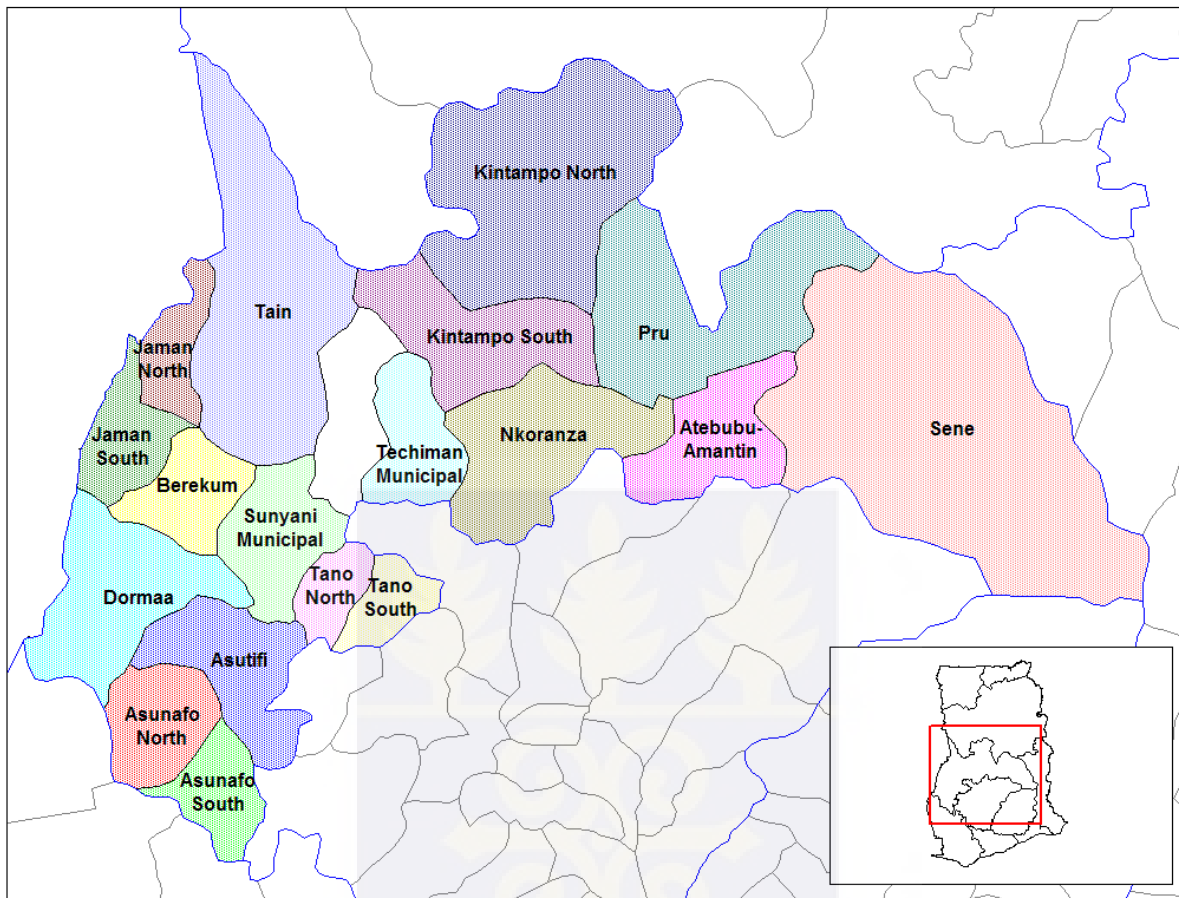 Kintampo North
Tain
Kintampo South
Pru
Jaman
North
Jaman
South
Nkoranza
Atebubu-
Amantin
Sene
Techiman
Municipal
Berekum
Sunyani
Municipal
Tano
North
Tano
South
Dormaa
Asutifi
Asunafo
North
Asunafo
South